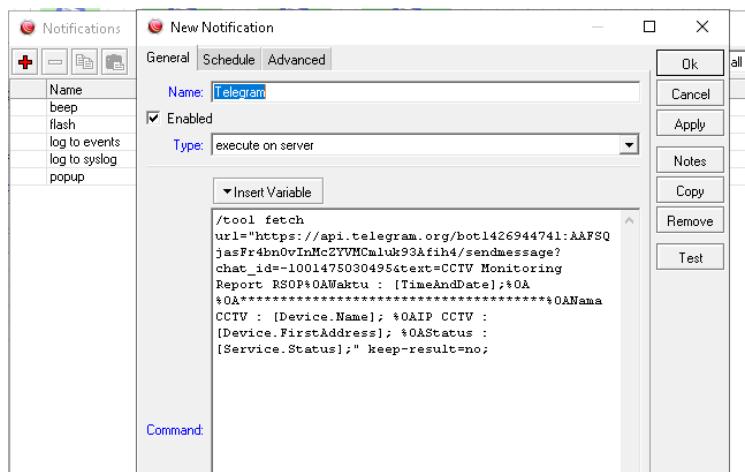 Notifications
New Notification
General Schedule Advanced
Ok
all
Name
Name: Telegram
Cancel
beep
Enabled
Apply
flash
log to events
Type: execute on server
log to syslog
Notes
popup
Insert Variable
Copy
/tool fetch
Remove
url="https://api.telegram.org/bot1426944741:AAFSQ
jasFr4bn0vInMcZYVMCmluk93Afih4/sendmessage?
Test
chat_id=-1001475030495&text=CCTV Monitoring
Report RSOP%0AWaktu : [TimeAndDate];%0A
%0A***************************************%0ANama
CCTV : [Device.Name]; %0AIP CCTV :
[Device.FirstAddress]; %0AStatus :
[Service.Status];" keep-result=no;
Command: